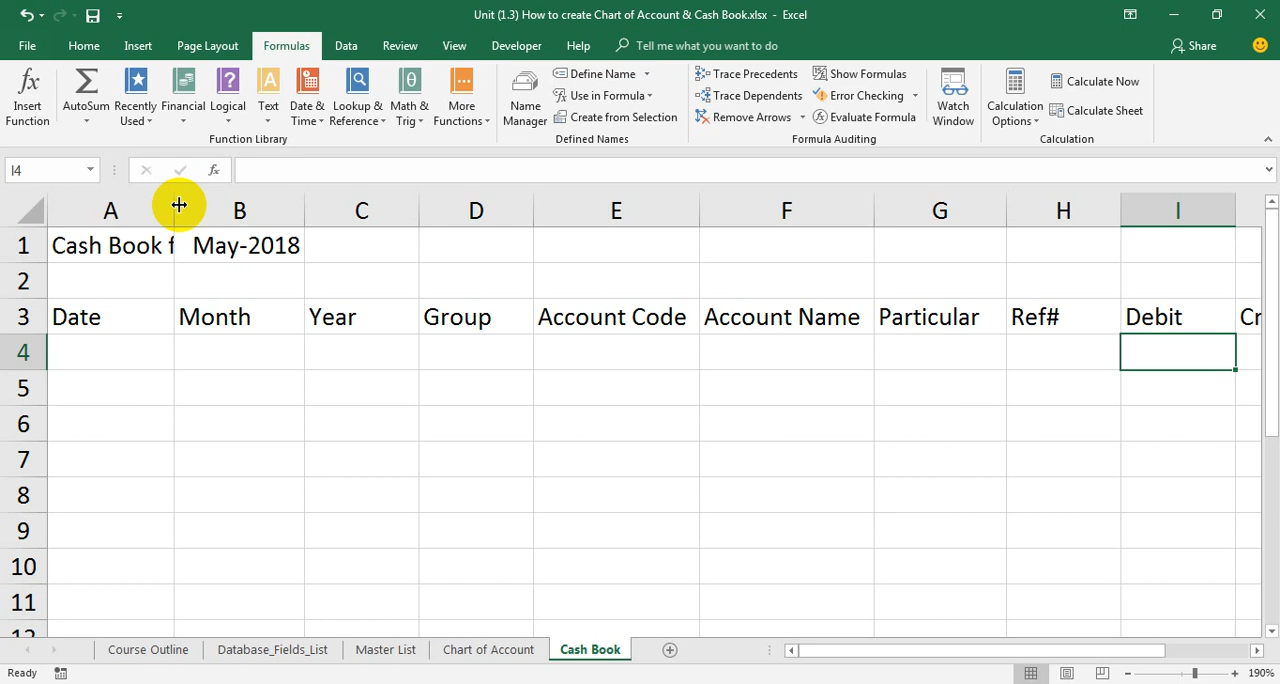 Unit (1.3) How to create Chart of Account & Cash Book.xlsx - Excel
File Home Insert Page Layout Formulas Data Review View Developer Help Tell me what you want to do Share
Insert Function
AutoSum
Recently Used
Financial
Logical
Text
Date & Time
Lookup & Reference
Math & Trig
More Functions
Function Library
Name Manager
Define Name
Use in Formula
Create from Selection
Defined Names
Trace Precedents
Trace Dependents
Remove Arrows
Show Formulas
Error Checking
Evaluate Formula
Formula Auditing
Watch Window
Calculation Options
Calculate Now
Calculate Sheet
Calculation
I4 fx
A B C D E F G H I
1 Cash Book f May-2018
2
3 Date Month Year Group Account Code Account Name Particular Ref# Debit Cr
4
5
6
7
8
9
10
11
12
Course Outline Database_Fields_List Master List Chart of Account Cash Book
Ready 190%